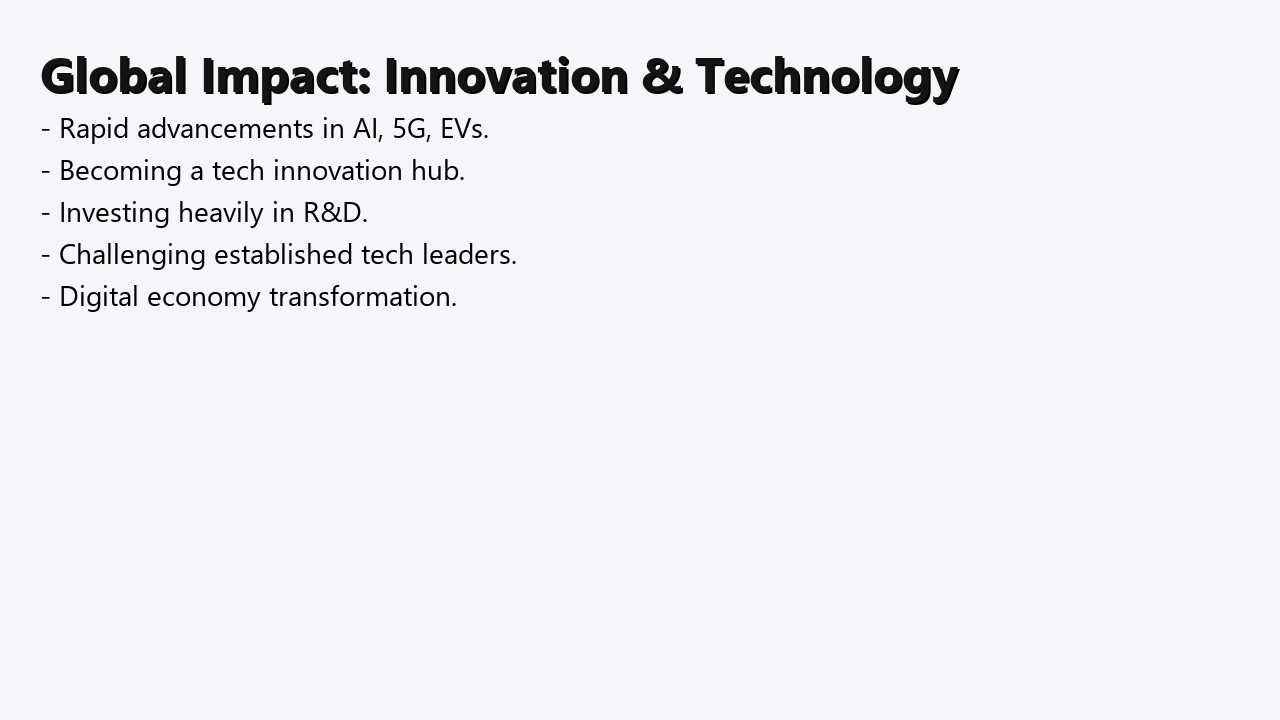 Global Impact: Innovation & Technology
- Rapid advancements in AI, 5G, EVs.
- Becoming a tech innovation hub.
- Investing heavily in R&D.
- Challenging established tech leaders.
- Digital economy transformation.